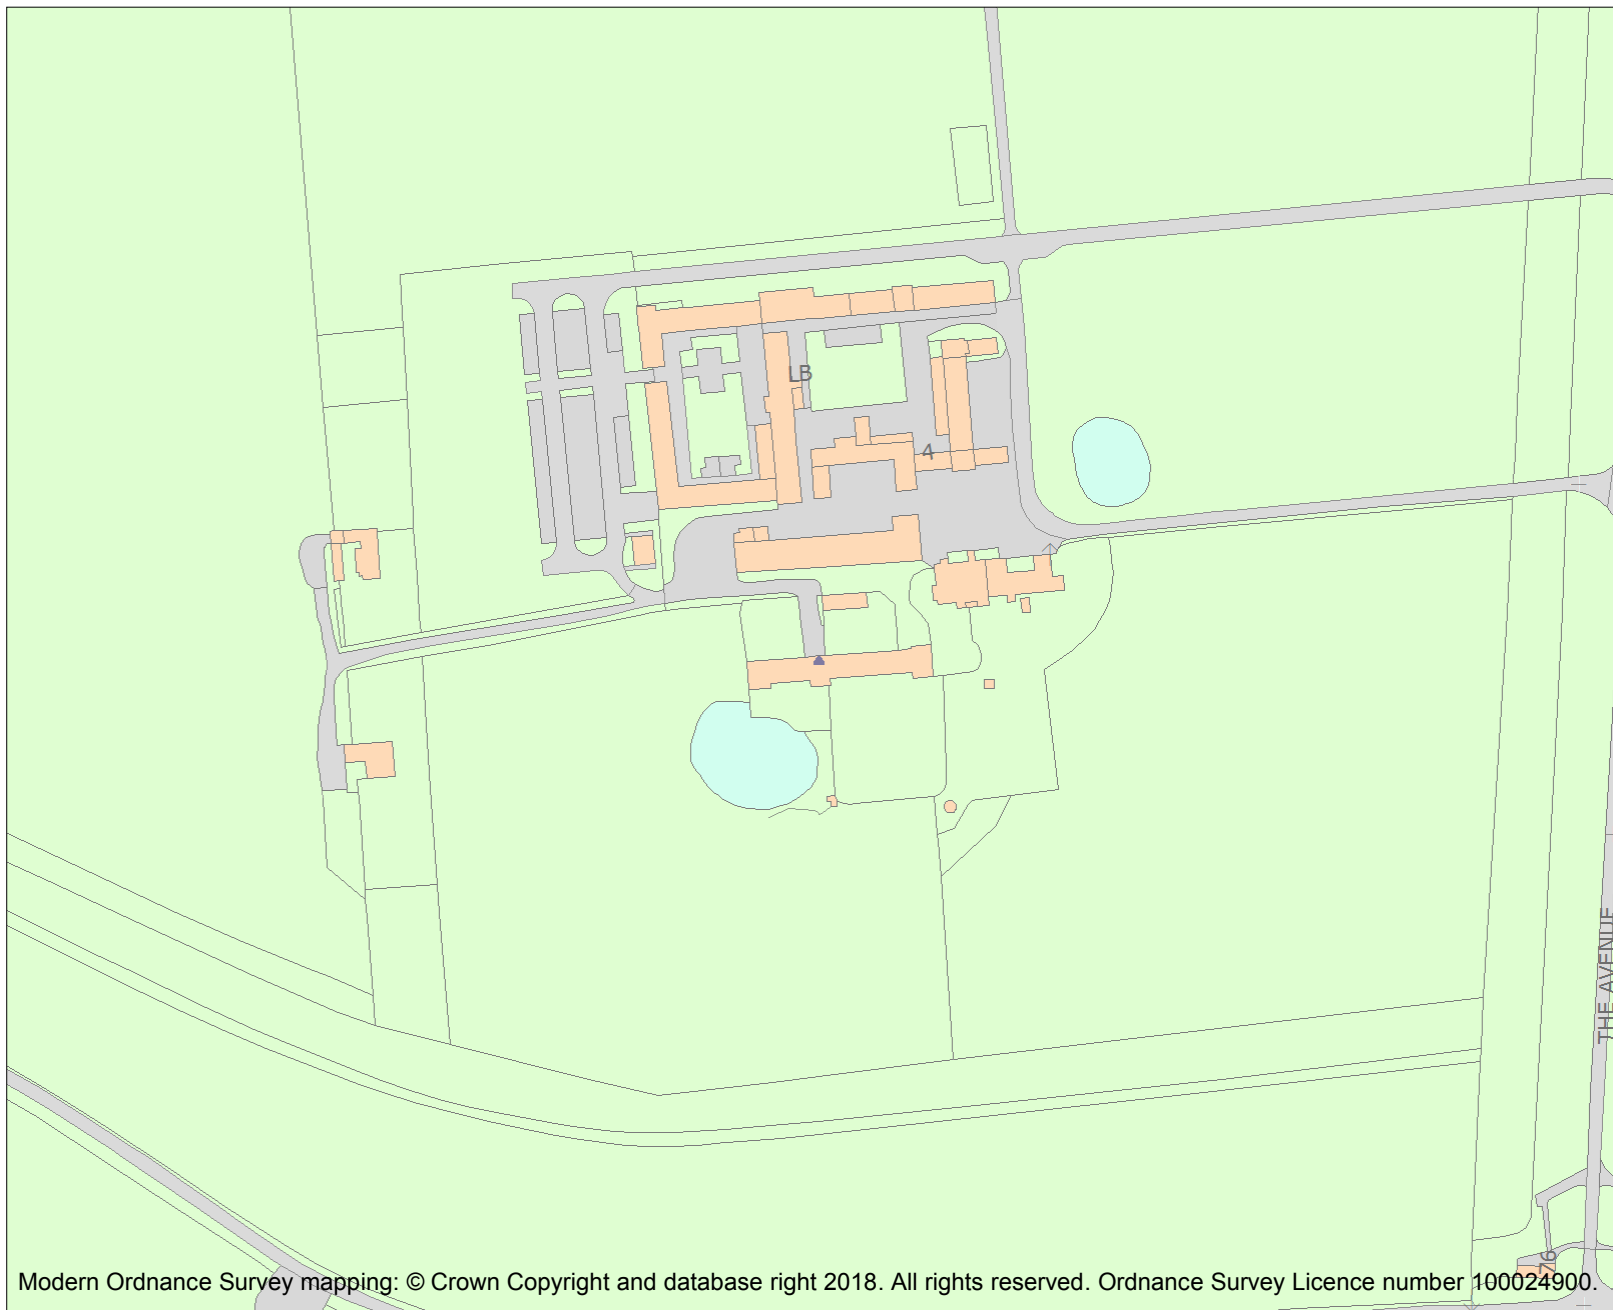 LB
4
THE AVENUE
76
Modern Ordnance Survey mapping: © Crown Copyright and database right 2018. All rights reserved. Ordnance Survey Licence number 100024900.